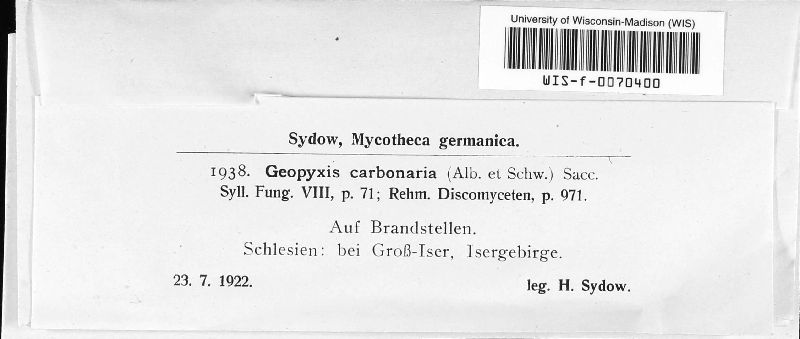 University of Wisconsin-Madison (WIS)
WIS-f-0070400
Sydow, Mycotheca germanica.
1938. Geopyxis carbonaria (Alb. et Schw.) Sacc.
Syll. Fung. VIII, p. 71; Rehm. Discomyceten, p. 971.
Auf Brandstellen.
Schlesien: bei Groß-Iser, Isergebirge.
23. 7. 1922. leg. H. Sydow.